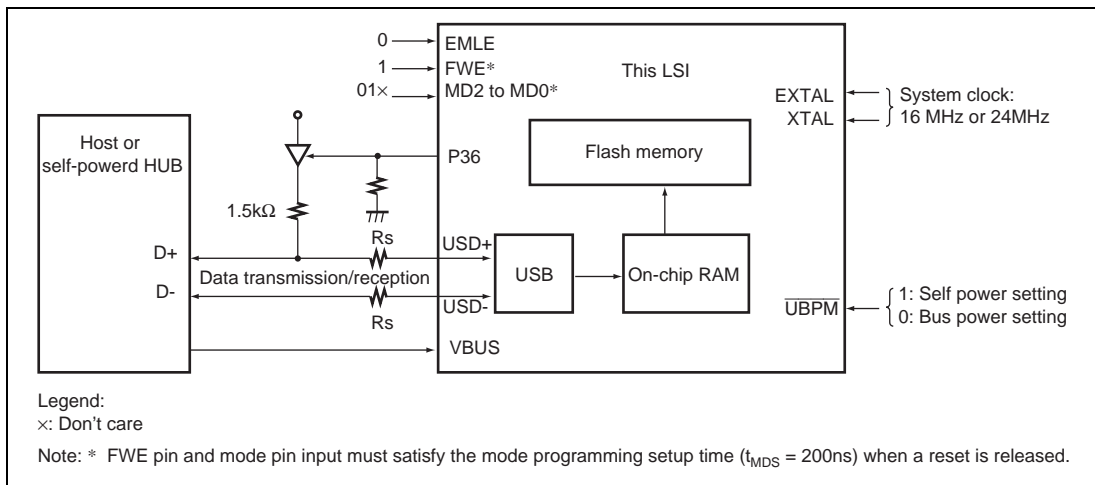 0
EMLE
1
FWE*
01×
MD2 to MD0*
This LSI
EXTAL
XTAL
System clock:
16 MHz or 24MHz
Host or
self-powerd HUB
P36
Flash memory
1.5kΩ
Rs
D+
USD+
Data transmission/reception
USB
On-chip RAM
D-
USD-
Rs
UBPM
1: Self power setting
0: Bus power setting
VBUS
Legend:
×: Don't care
Note: * FWE pin and mode pin input must satisfy the mode programming setup time (tMDS = 200ns) when a reset is released.